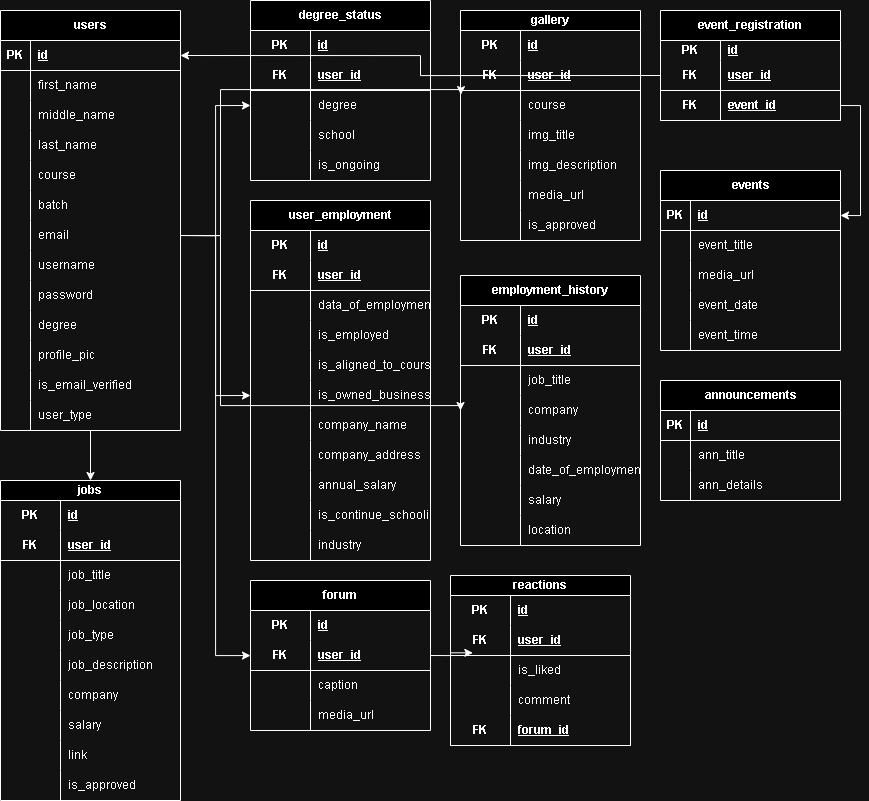 users
PK id
first_name
middle_name
last_name
course
batch
email
username
password
degree
profile_pic
is_email_verified
user_type
jobs
PK id
FK user_id
job_title
job_location
job_type
job_description
company
salary
link
is_approved
degree_status
PK id
FK user_id
degree
school
is_ongoing
user_employment
PK id
FK user_id
data_of_employmen
is_employed
is_aligned_to_cours
is_owned_business
company_name
company_address
annual_salary
is_continue_schooli
industry
forum
PK id
FK user_id
caption
media_url
gallery
PK id
FK user_id
course
img_title
img_description
media_url
is_approved
employment_history
PK id
FK user_id
job_title
company
industry
date_of_employmen
salary
location
reactions
PK id
FK user_id
is_liked
comment
FK forum_id
event_registration
PK id
FK user_id
FK event_id
events
PK id
event_title
media_url
event_date
event_time
announcements
PK id
ann_title
ann_details